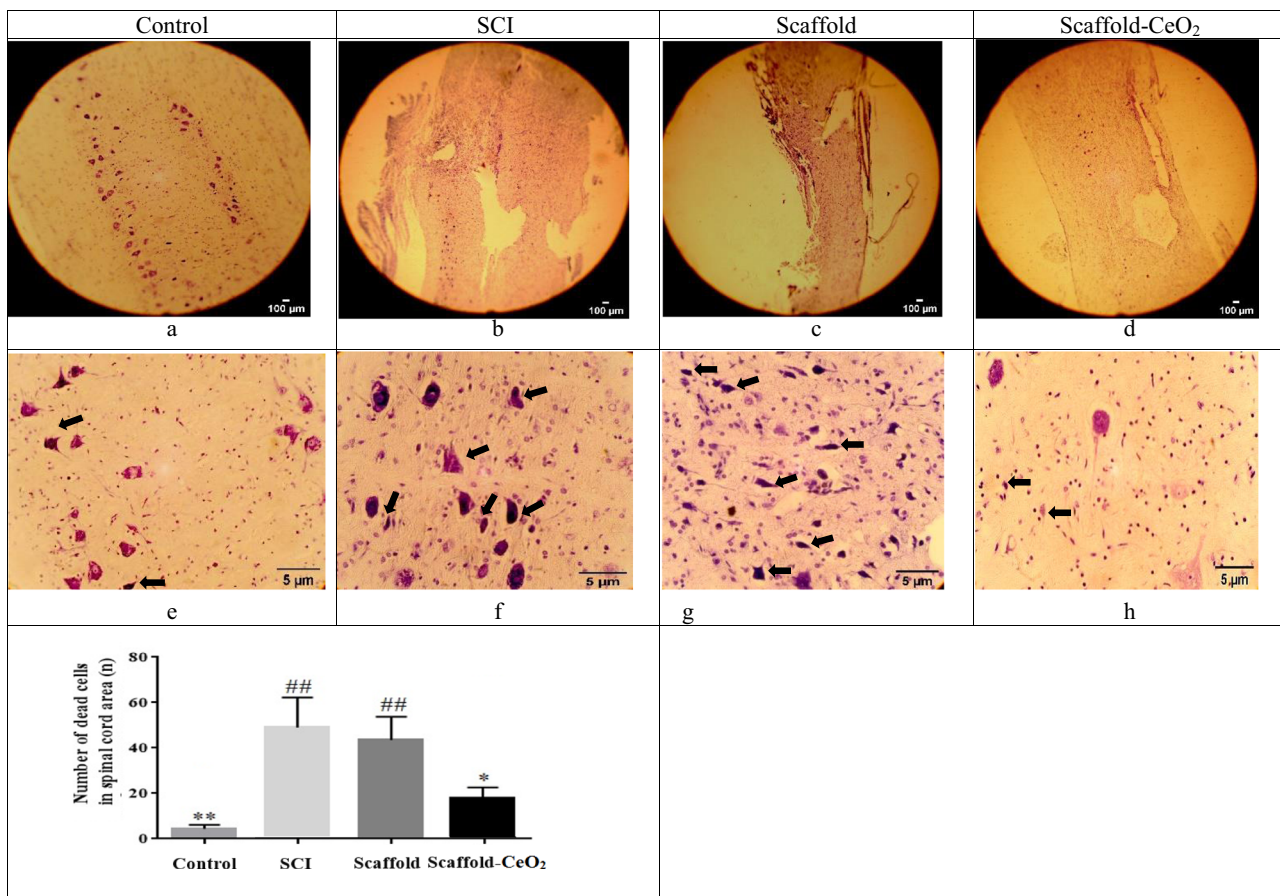 Control SCI Scaffold Scaffold-CeO₂
100 µm 100 µm 100 µm 100 µm
a b c d
5 µm 5 µm 5 µm 5 µm
e f g h
Number of dead cells
in spinal cord area (n)
80
60
40
20
0
** ## ## *
Control SCI Scaffold Scaffold-CeO₂